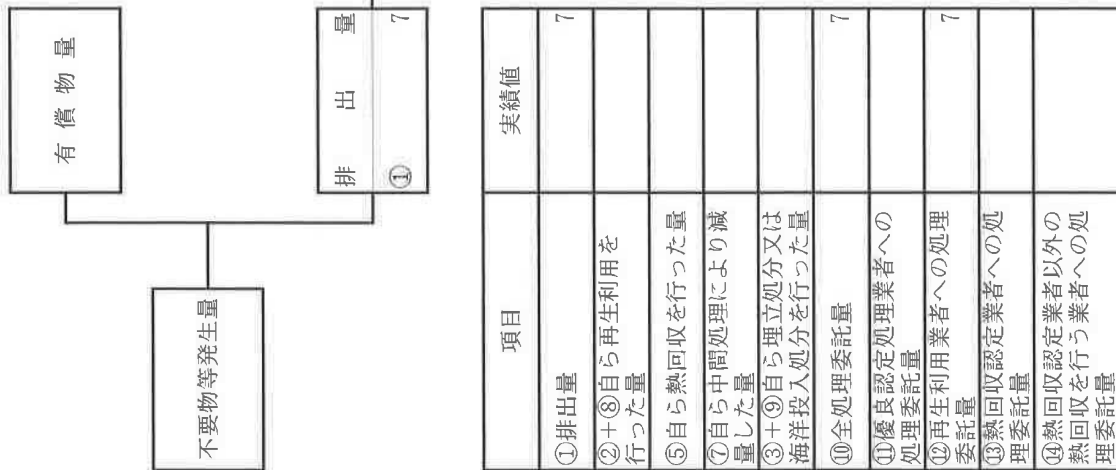 有償物量
不要物等発生量
排出量
① 7
項目 実績値
①排出量 7
②+⑧自ら再生利用を
行った量
⑤自ら熱回収を行った量
⑦自ら中間処理により減
量した量
③+⑨自ら埋立処分又は
海洋投入処分を行った量
⑩全処理委託量 7
⑪優良認定処理業者への
処理委託量
⑫再生利用業者への処理
委託量 7
⑬熱回収認定業者への処
理委託量
⑭熱回収認定業者以外の
熱回収を行う業者への処
理委託量